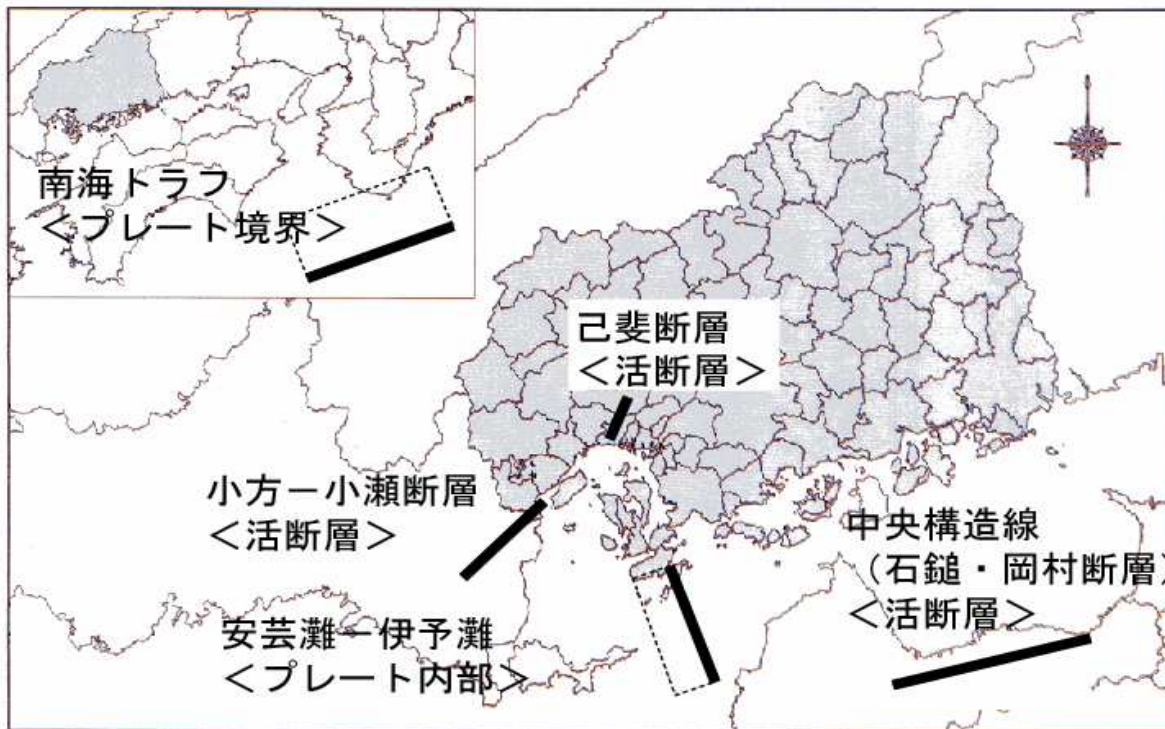 南海トラフ
＜プレート境界＞
己斐断層
＜活断層＞
小方－小瀬断層
＜活断層＞
中央構造線
（石鎚・岡村断層）
＜活断層＞
安芸灘－伊予灘
＜プレート内部＞